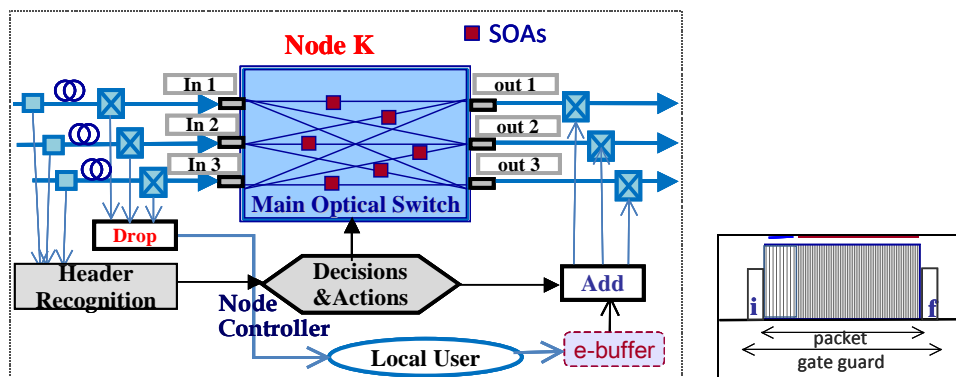 Node K
SOAs
In 1
out 1
In 2
out 2
In 3
out 3
Main Optical Switch
Drop
Header
Recognition
Decisions
&Actions
Add
Node
Controller
Local User
e-buffer
i
f
packet
gate guard